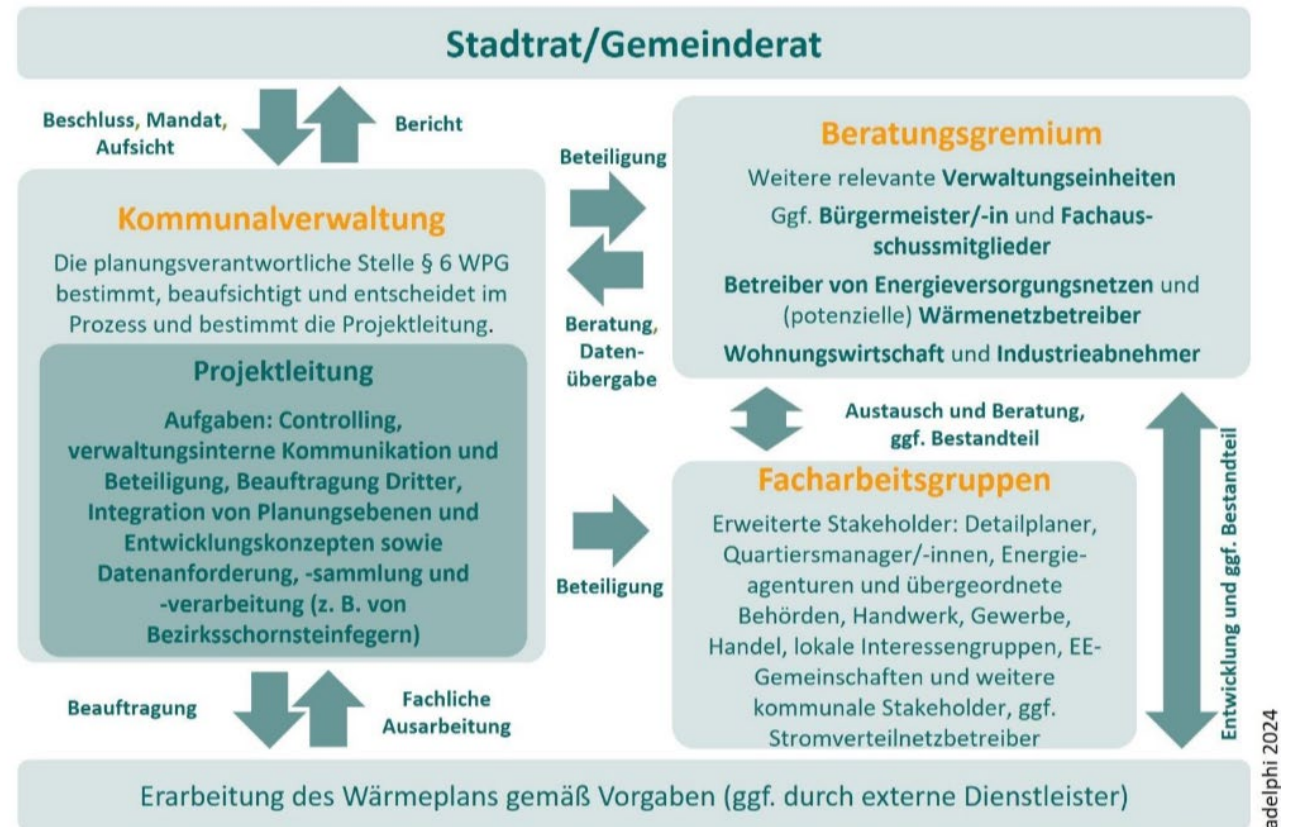 Stadtrat/Gemeinderat
Beschluss, Mandat,
Aufsicht
Bericht
Kommunalverwaltung
Die planungsverantwortliche Stelle § 6 WPG
bestimmt, beaufsichtigt und entscheidet im
Prozess und bestimmt die Projektleitung.
Projektleitung
Aufgaben: Controlling,
verwaltungsinterne Kommunikation und
Beteiligung, Beauftragung Dritter,
Integration von Planungsebenen und
Entwicklungskonzepten sowie
Datenanforderung, -sammlung und
-verarbeitung (z. B. von
Bezirksschornsteinfegern)
Beteiligung
Beratung,
Daten-
übergabe
Beteiligung
Beratungsgremium
Weitere relevante Verwaltungseinheiten
Ggf. Bürgermeister/-in und Fachaus-
schussmitglieder
Betreiber von Energieversorgungsnetzen und
(potenzielle) Wärmenetzbetreiber
Wohnungswirtschaft und Industrieabnehmer
Austausch und Beratung,
ggf. Bestandteil
Facharbeitsgruppen
Erweiterte Stakeholder: Detailplaner,
Quartiersmanager/-innen, Energie-
agenturen und übergeordnete
Behörden, Handwerk, Gewerbe,
Handel, lokale Interessengruppen, EE-
Gemeinschaften und weitere
kommunale Stakeholder, ggf.
Stromverteilnetzbetreiber
Entwicklung und ggf. Bestandteil
Beauftragung
Fachliche
Ausarbeitung
Erarbeitung des Wärmeplans gemäß Vorgaben (ggf. durch externe Dienstleister)
adelphi 2024